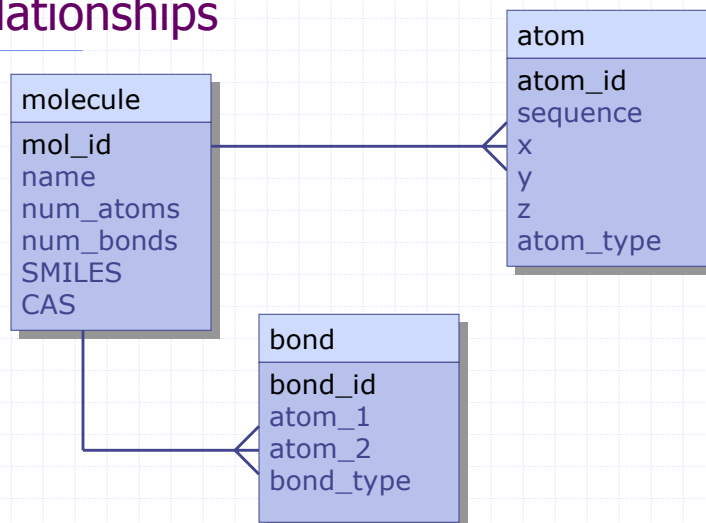 lationships
molecule
mol_id
name
num_atoms
num_bonds
SMILES
CAS
atom
atom_id
sequence
x
y
z
atom_type
bond
bond_id
atom_1
atom_2
bond_type